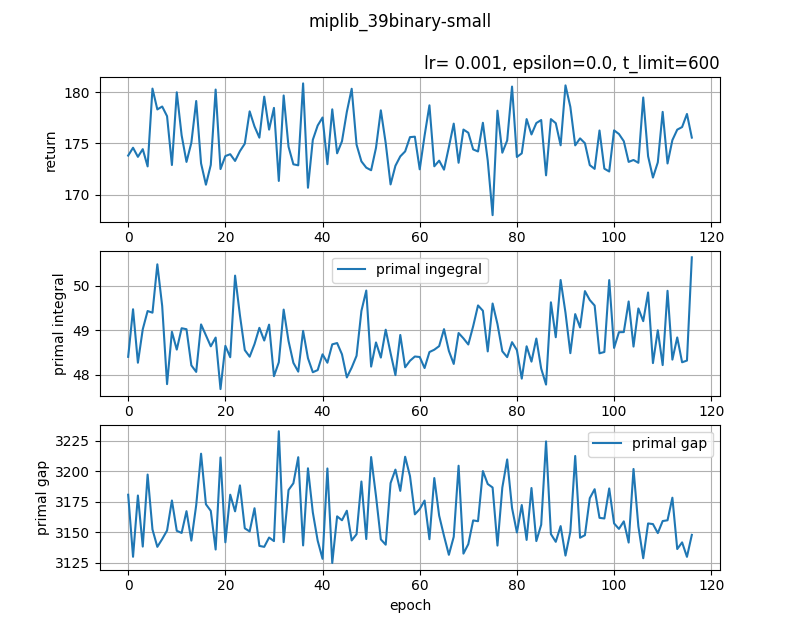 miplib_39binary-small
lr= 0.001, epsilon=0.0, t_limit=600
180
175
170
return
0 20 40 60 80 100 120
primal ingegral
50
49
48
primal integral
0 20 40 60 80 100 120
primal gap
3225
3200
3175
3150
3125
primal gap
0 20 40 60 80 100 120
epoch